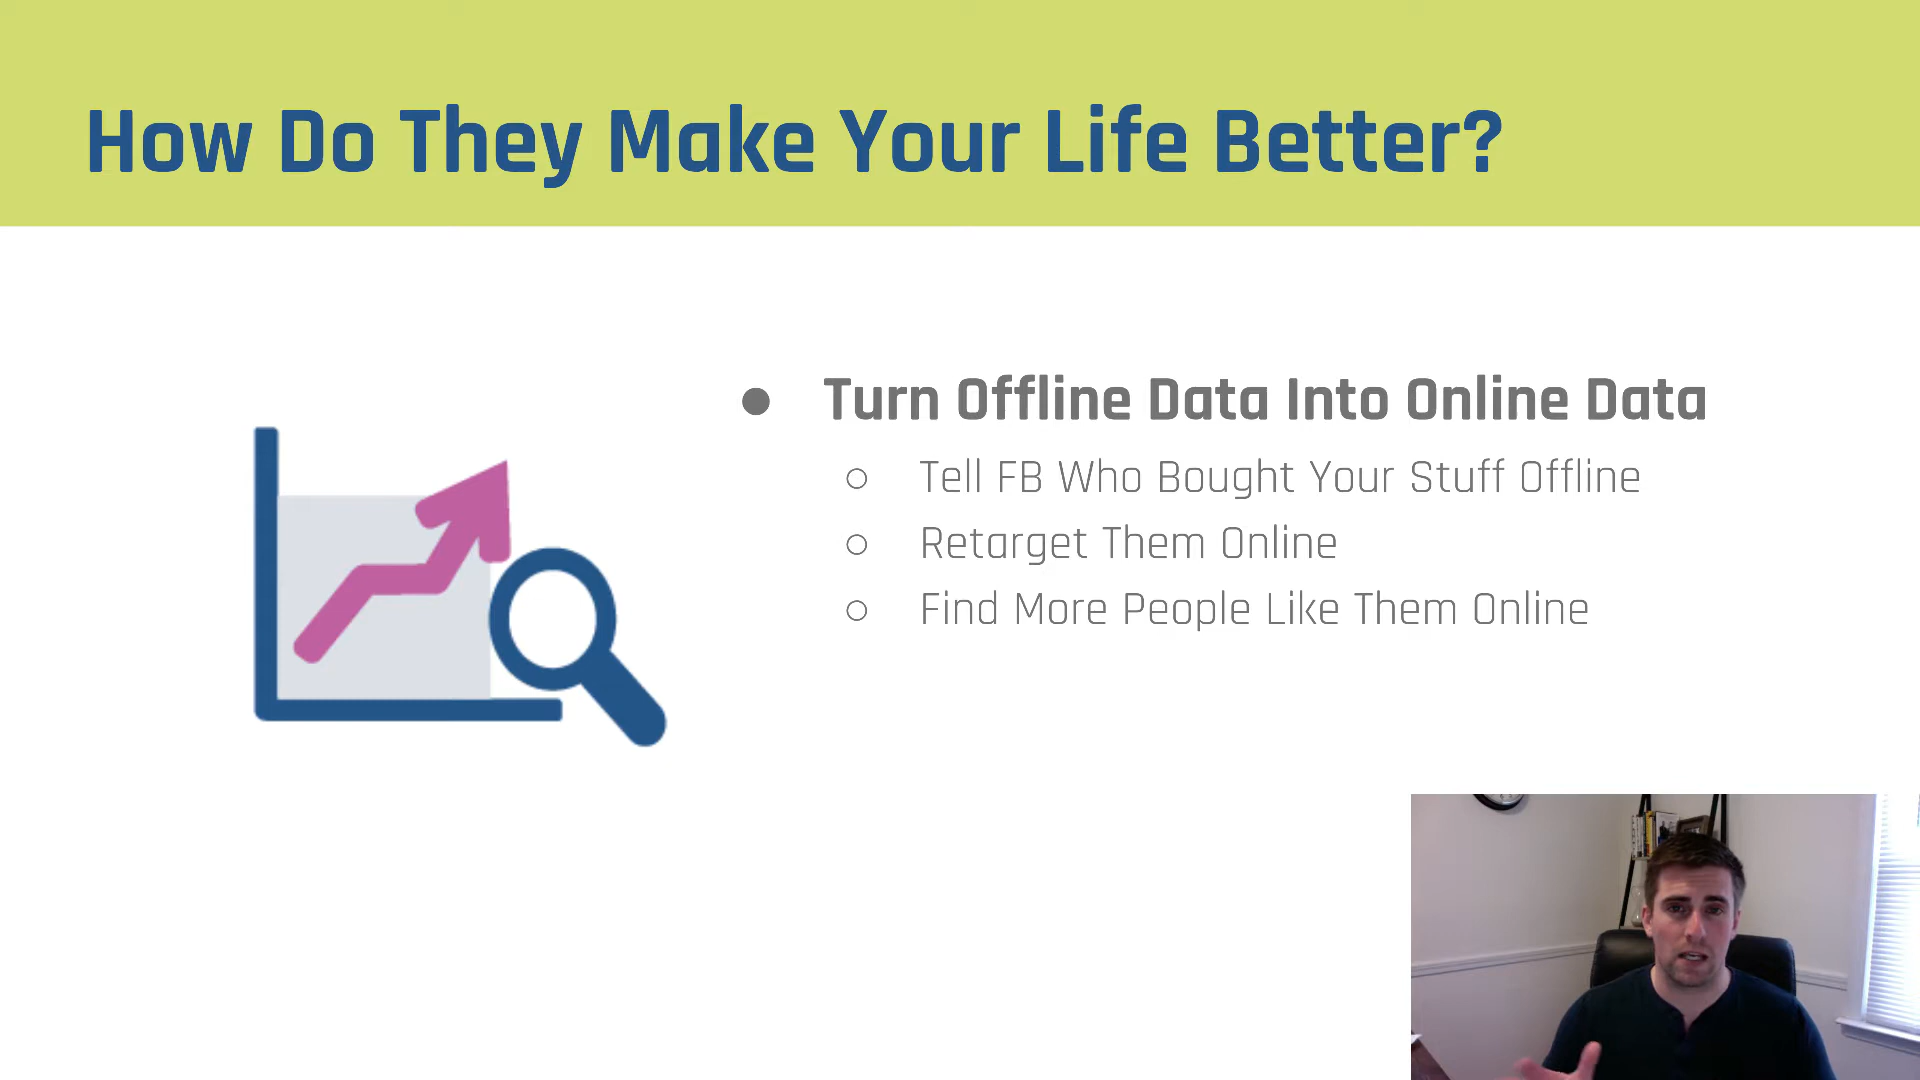 How Do They Make Your Life Better?
● Turn Offline Data Into Online Data
○ Tell FB Who Bought Your Stuff Offline
○ Retarget Them Online
○ Find More People Like Them Online